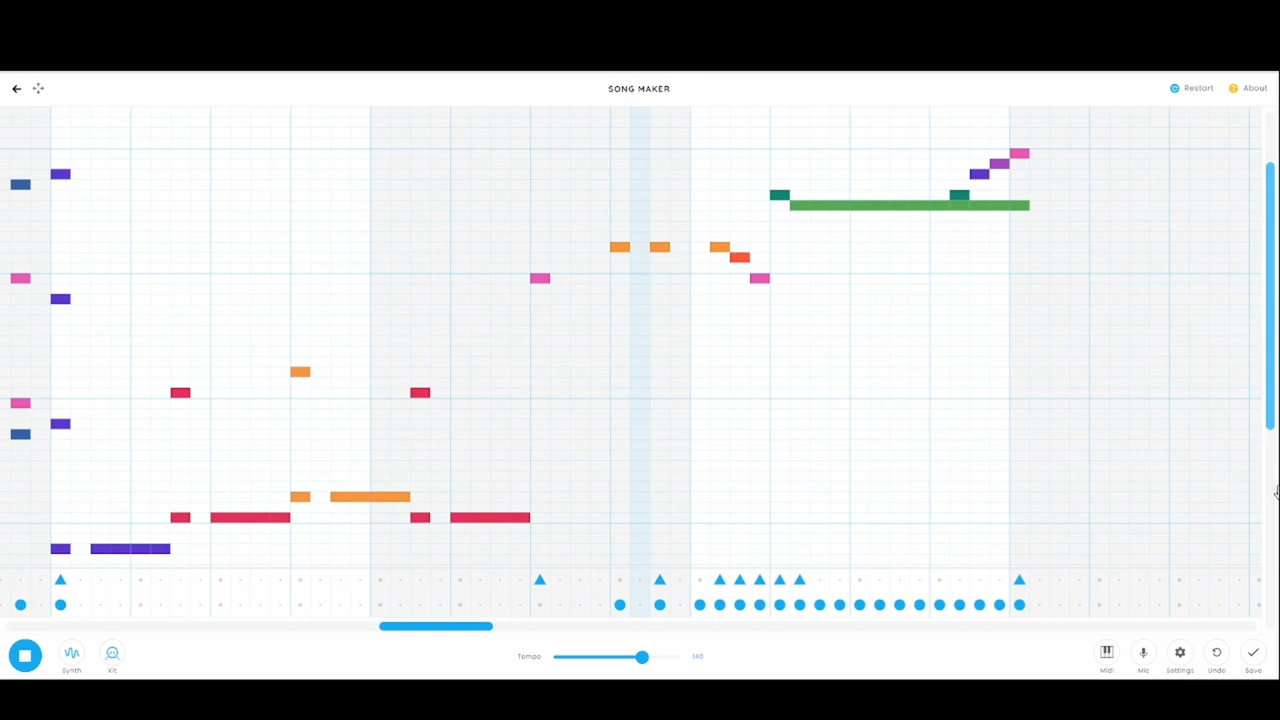 SONG MAKER
Restart
About
Synth
Kit
Tempo
140
Midi
Mic
Settings
Undo
Save